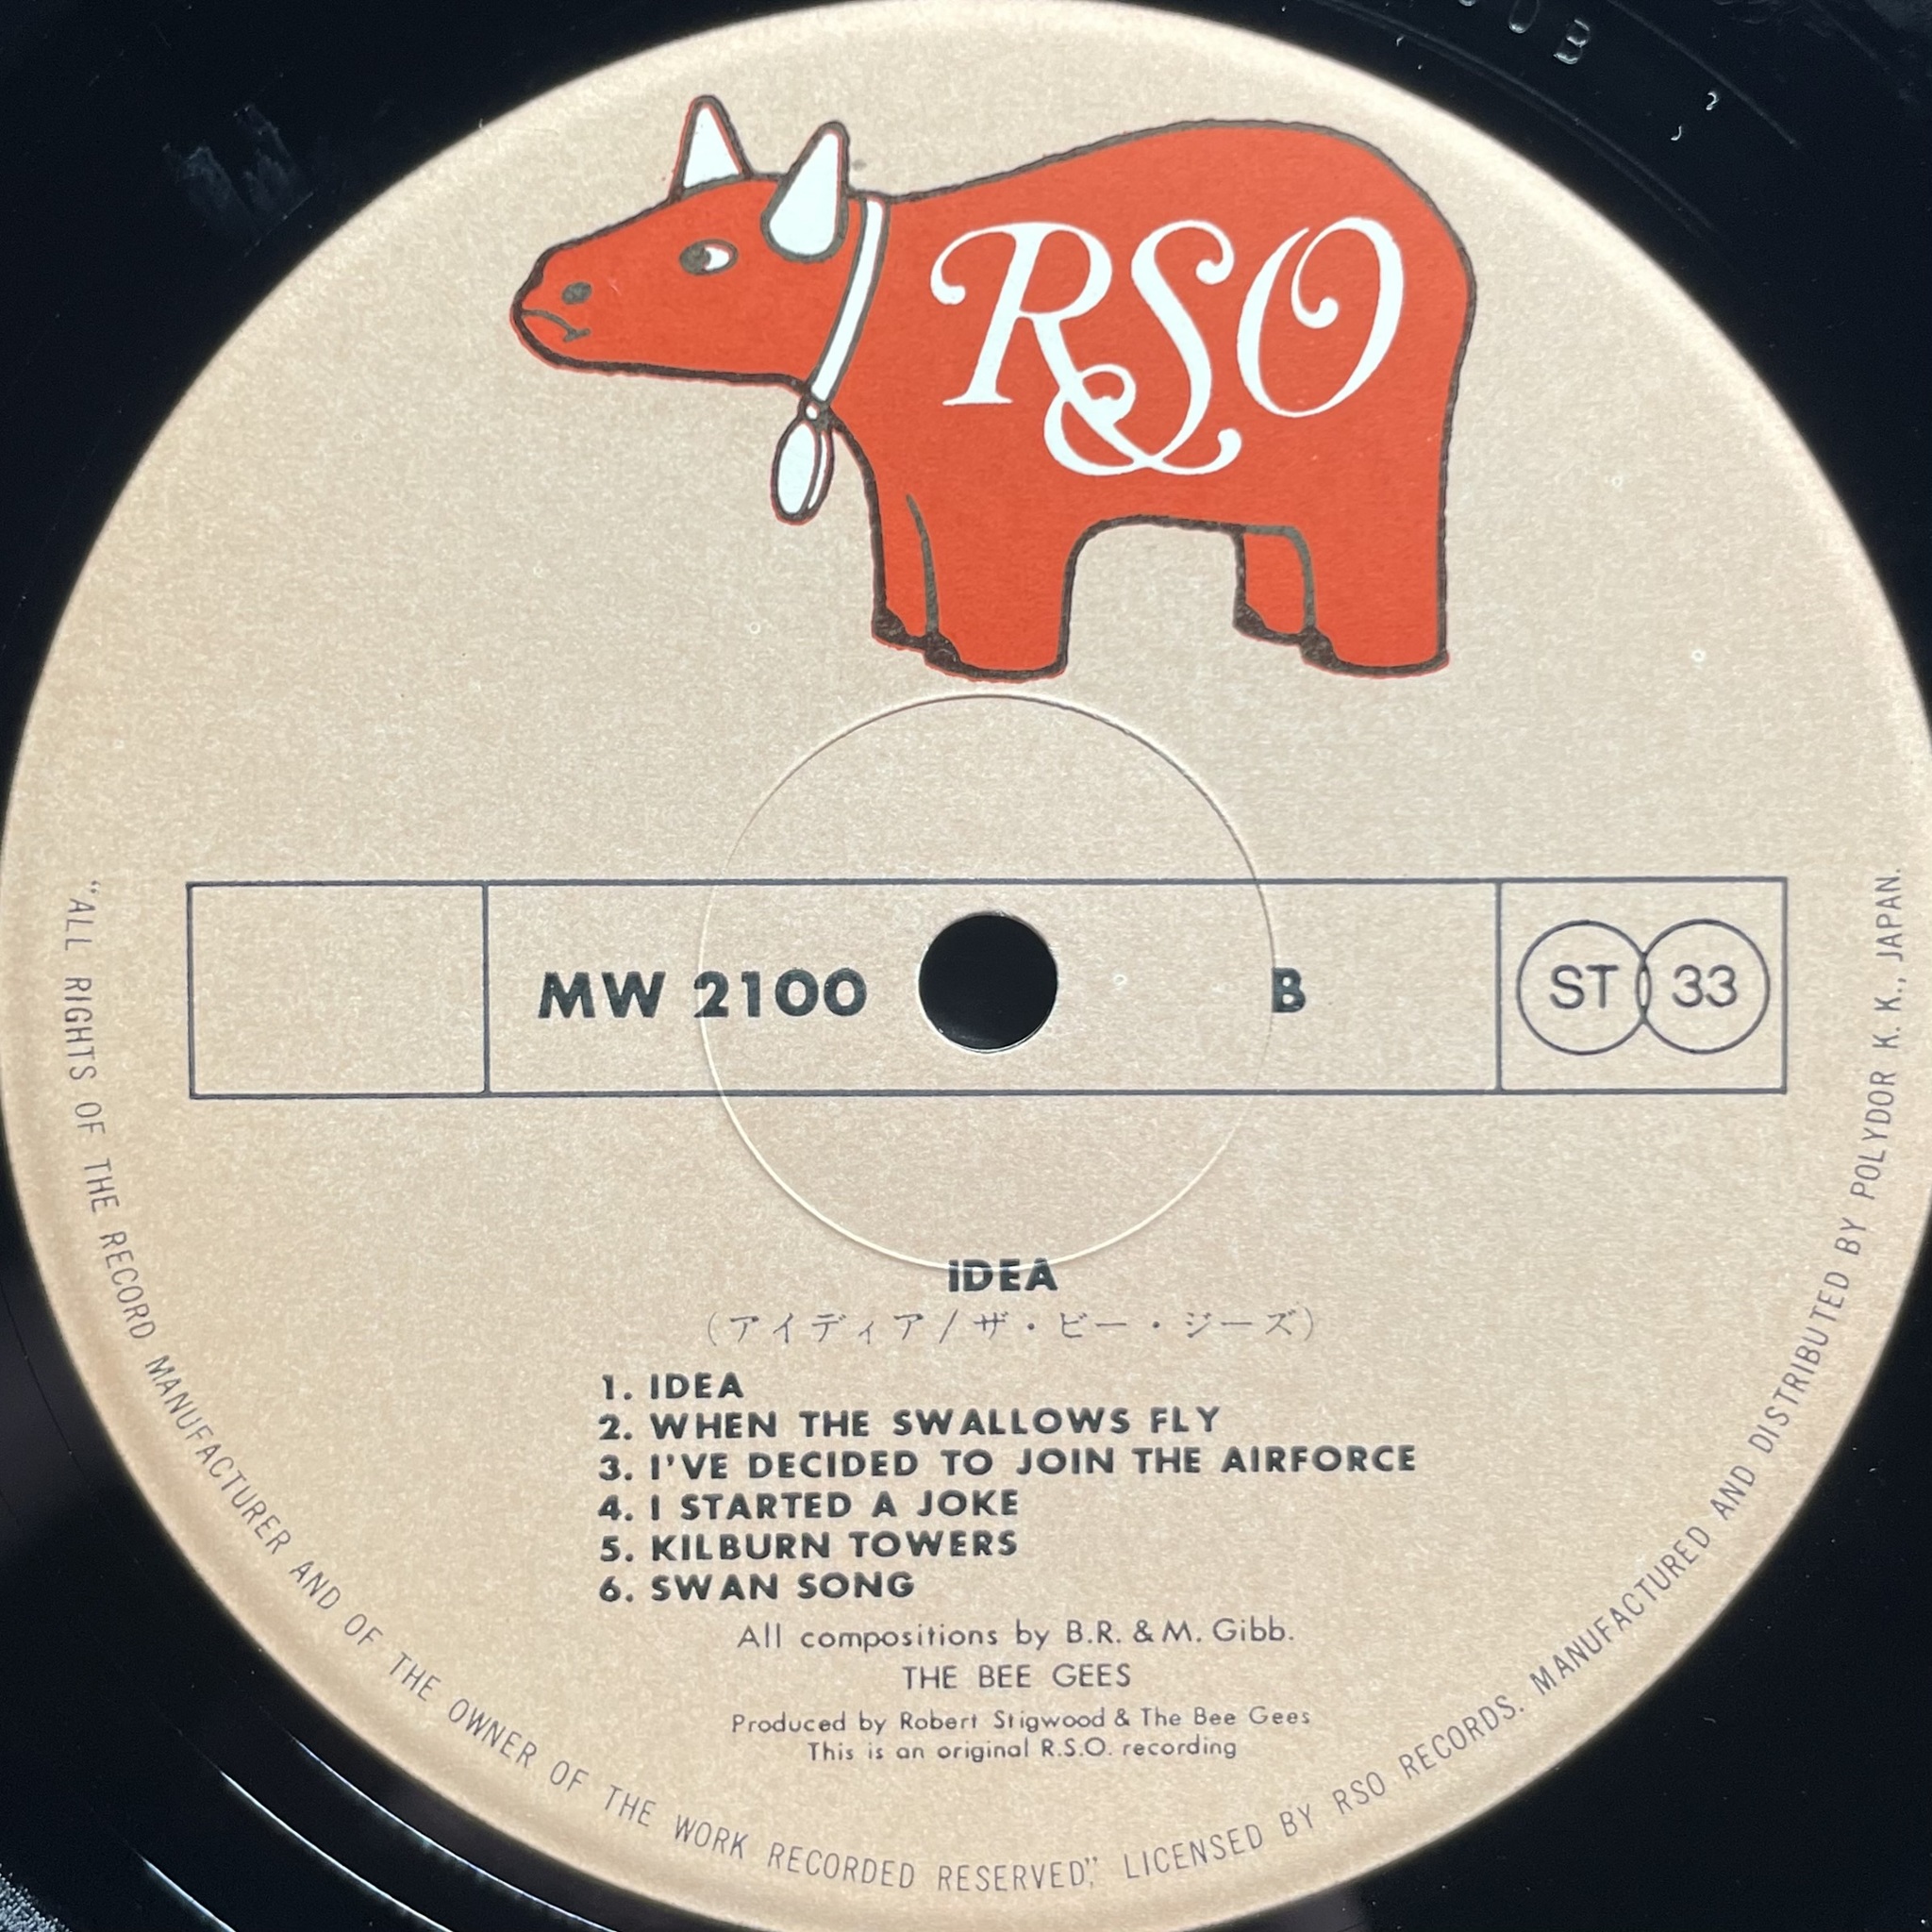 RSO
MW 2100
B
ST 33
IDEA
(アイディア/ザ・ビー・ジーズ)
1. IDEA
2. WHEN THE SWALLOWS FLY
3. I'VE DECIDED TO JOIN THE AIRFORCE
4. I STARTED A JOKE
5. KILBURN TOWERS
6. SWAN SONG
All compositions by B.R. & M. Gibb.
THE BEE GEES
Produced by Robert Stigwood & The Bee Gees
This is an original R.S.O. recording
"ALL RIGHTS OF THE RECORD MANUFACTURER AND OF THE OWNER OF THE WORK RECORDED RESERVED," LICENSED BY RSO RECORDS. MANUFACTURED AND DISTRIBUTED BY POLYDOR K. K., JAPAN.